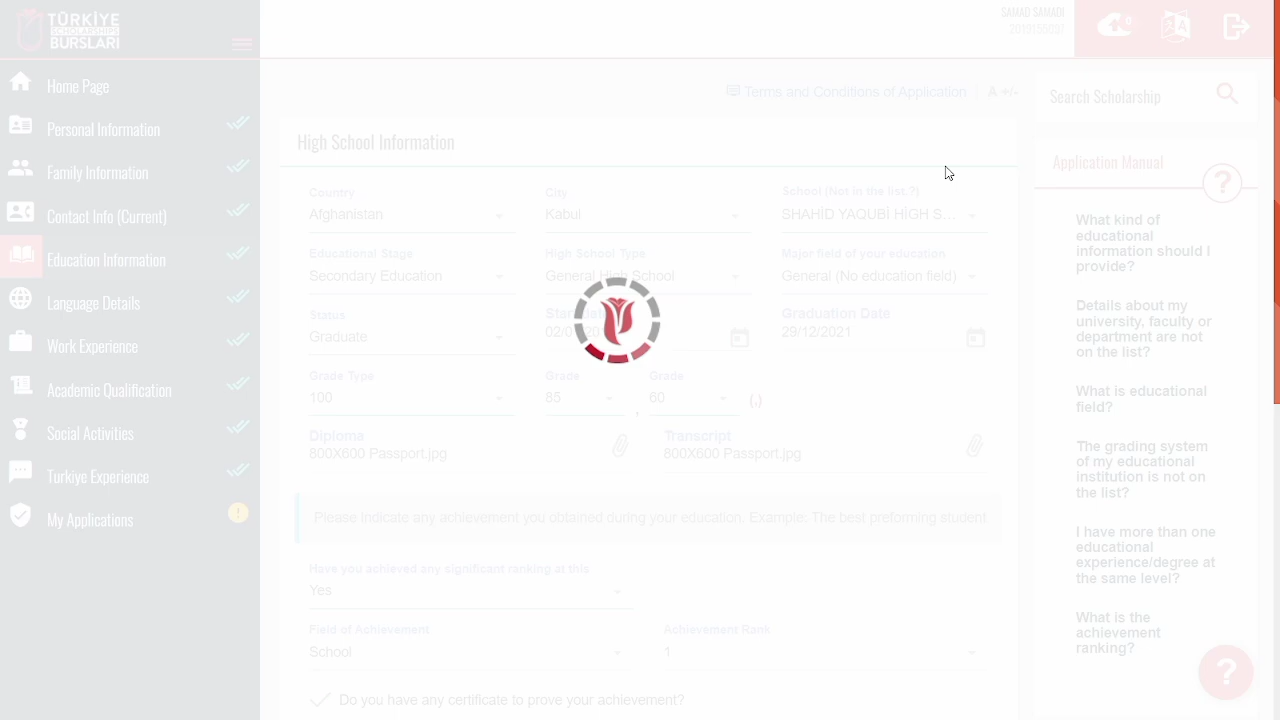 TÜRKİYE
SCHOLARSHIPS
BURSLARI
SAMAD SAMADI
0
A
Home Page
Personal Information
Family Information
Contact Info (Current)
Education Information
Language Details
Work Experience
Academic Qualification
Social Activities
Turkiye Experience
My Applications
!
Terms and Conditions of Application
A +/-
High School Information
Country
City
School (Not in the list ?)
Afghanistan
Kabul
SHAHİD YAQUBİ HİGH S...
Educational Stage
High School Type
Major field of your education
Secondary Education
General High School
General (No education field)
Status
Graduation Date
Graduate
29/12/2021
Grade Type
Grade
Grade
100
85
,
60
(.)
Diploma
Transcript
800X600 Passport.jpg
800X600 Passport.jpg
Please indicate any achievement you obtained during your education. Example: The best preforming student
Have you achieved any significant ranking at this
Yes
Field of Achievement
Achievement Rank
School
1
Do you have any certificate to prove your achievement?
Search Scholarship
Application Manual
?
What kind of
educational
information should I
provide?
Details about my
university, faculty or
department are not
on the list?
What is educational
field?
The grading system
of my educational
institution is not on
the list?
I have more than one
educational
experience/degree at
the same level?
What is the
achievement
ranking?
?